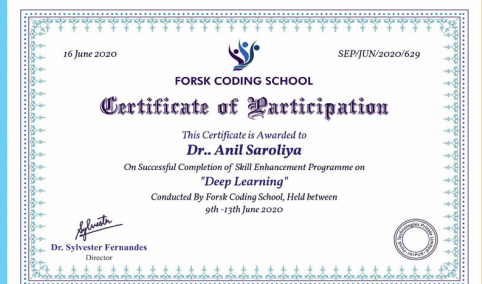 16 June 2020
SEP/JUN/2020/629
FORSK CODING SCHOOL
Certificate of Participation
This Certificate is Awarded to
Dr.. Anil Saroliya
On Successful Completion of Skill Enhancement Programme on
"Deep Learning"
Conducted By Forsk Coding School, Held between
9th -13th June 2020
Sylvester
Dr. Sylvester Fernandes
Director